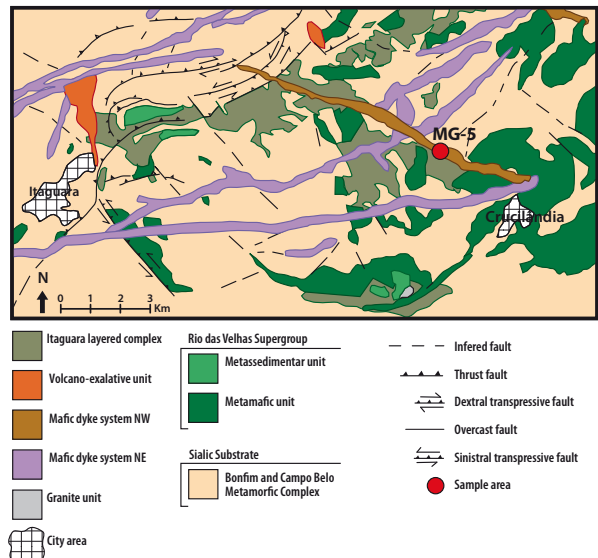 MG-5
Itaguara
Crucilândia
N
0 1 2 3
Km
Itaguara layered complex
Volcano-exalative unit
Mafic dyke system NW
Mafic dyke system NE
Granite unit
City area
Rio das Velhas Supergroup
Metassedimentar unit
Metamafic unit
Sialic Substrate
Bonfim and Campo Belo
Metamorfic Complex
Infered fault
Thrust fault
Dextral transpressive fault
Overcast fault
Sinistral transpressive fault
Sample area